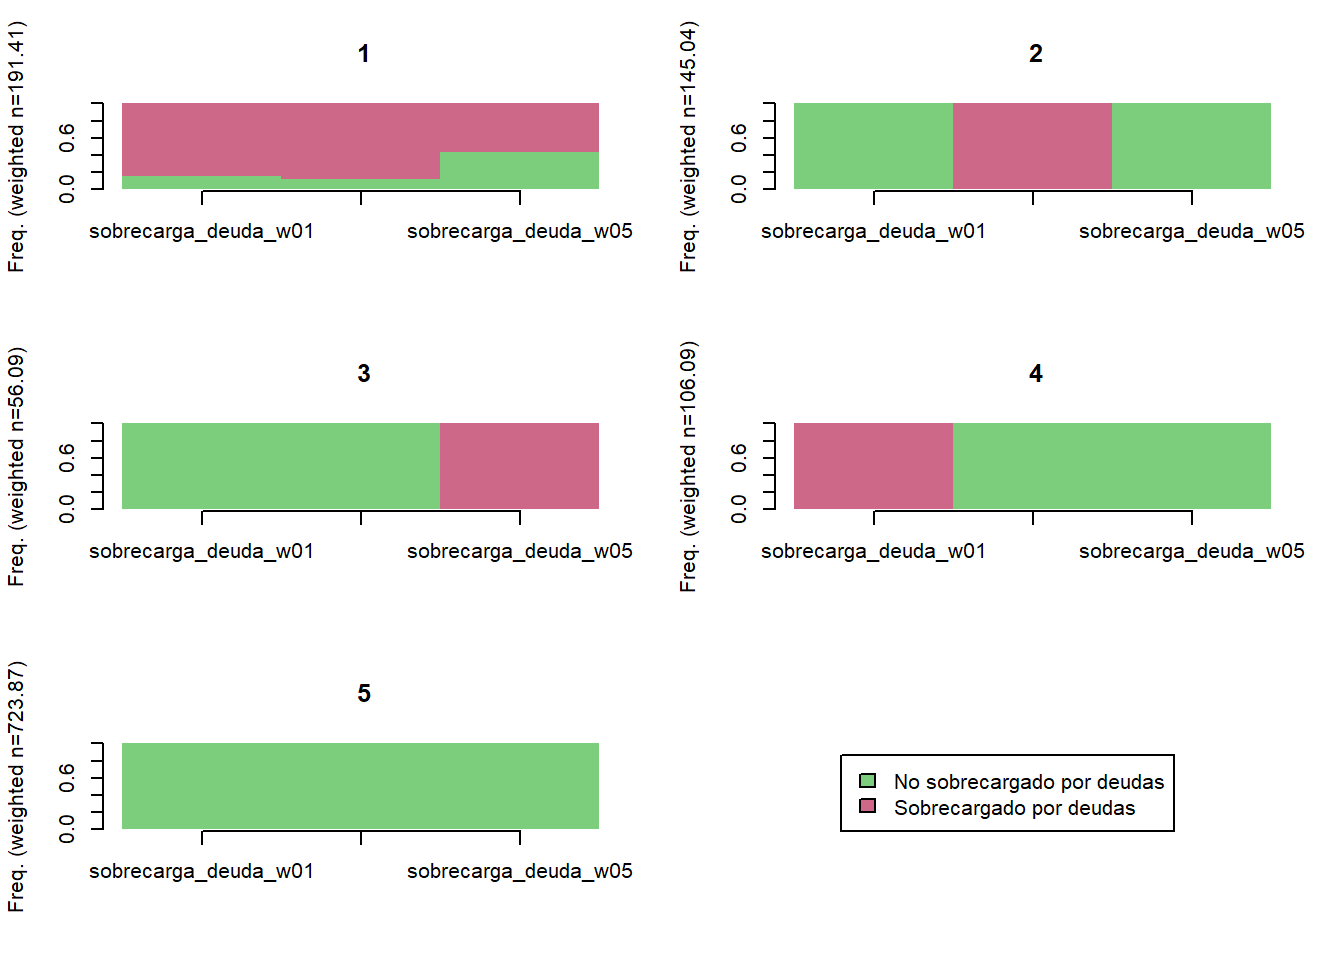 1
Freq. (weighted n=191.41)
0.6
0.0
sobrecarga_deuda_w01
sobrecarga_deuda_w05
2
Freq. (weighted n=145.04)
0.6
0.0
sobrecarga_deuda_w01
sobrecarga_deuda_w05
3
Freq. (weighted n=56.09)
0.6
0.0
sobrecarga_deuda_w01
sobrecarga_deuda_w05
4
Freq. (weighted n=106.09)
0.6
0.0
sobrecarga_deuda_w01
sobrecarga_deuda_w05
5
Freq. (weighted n=723.87)
0.6
0.0
sobrecarga_deuda_w01
sobrecarga_deuda_w05
No sobrecargado por deudas
Sobrecargado por deudas